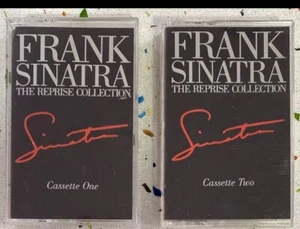 FRANK
SINATRA
THE REPRISE COLLECTION
Sinatra
Cassette One
FRANK
SINATRA
THE REPRISE COLLECTION
Sinatra
Cassette Two